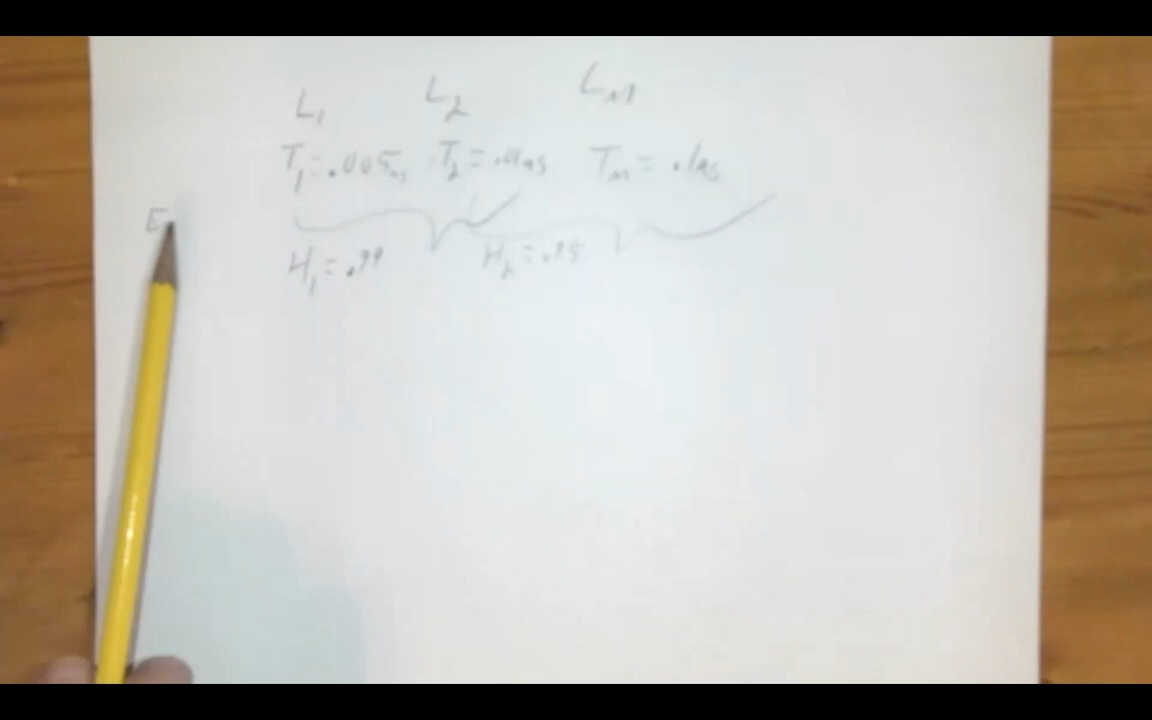 L₁ L₂ Lₘ
T₁=.005ns T₂=.01ns Tₘ=.1ns
E
H₁=.99 H₂=.95